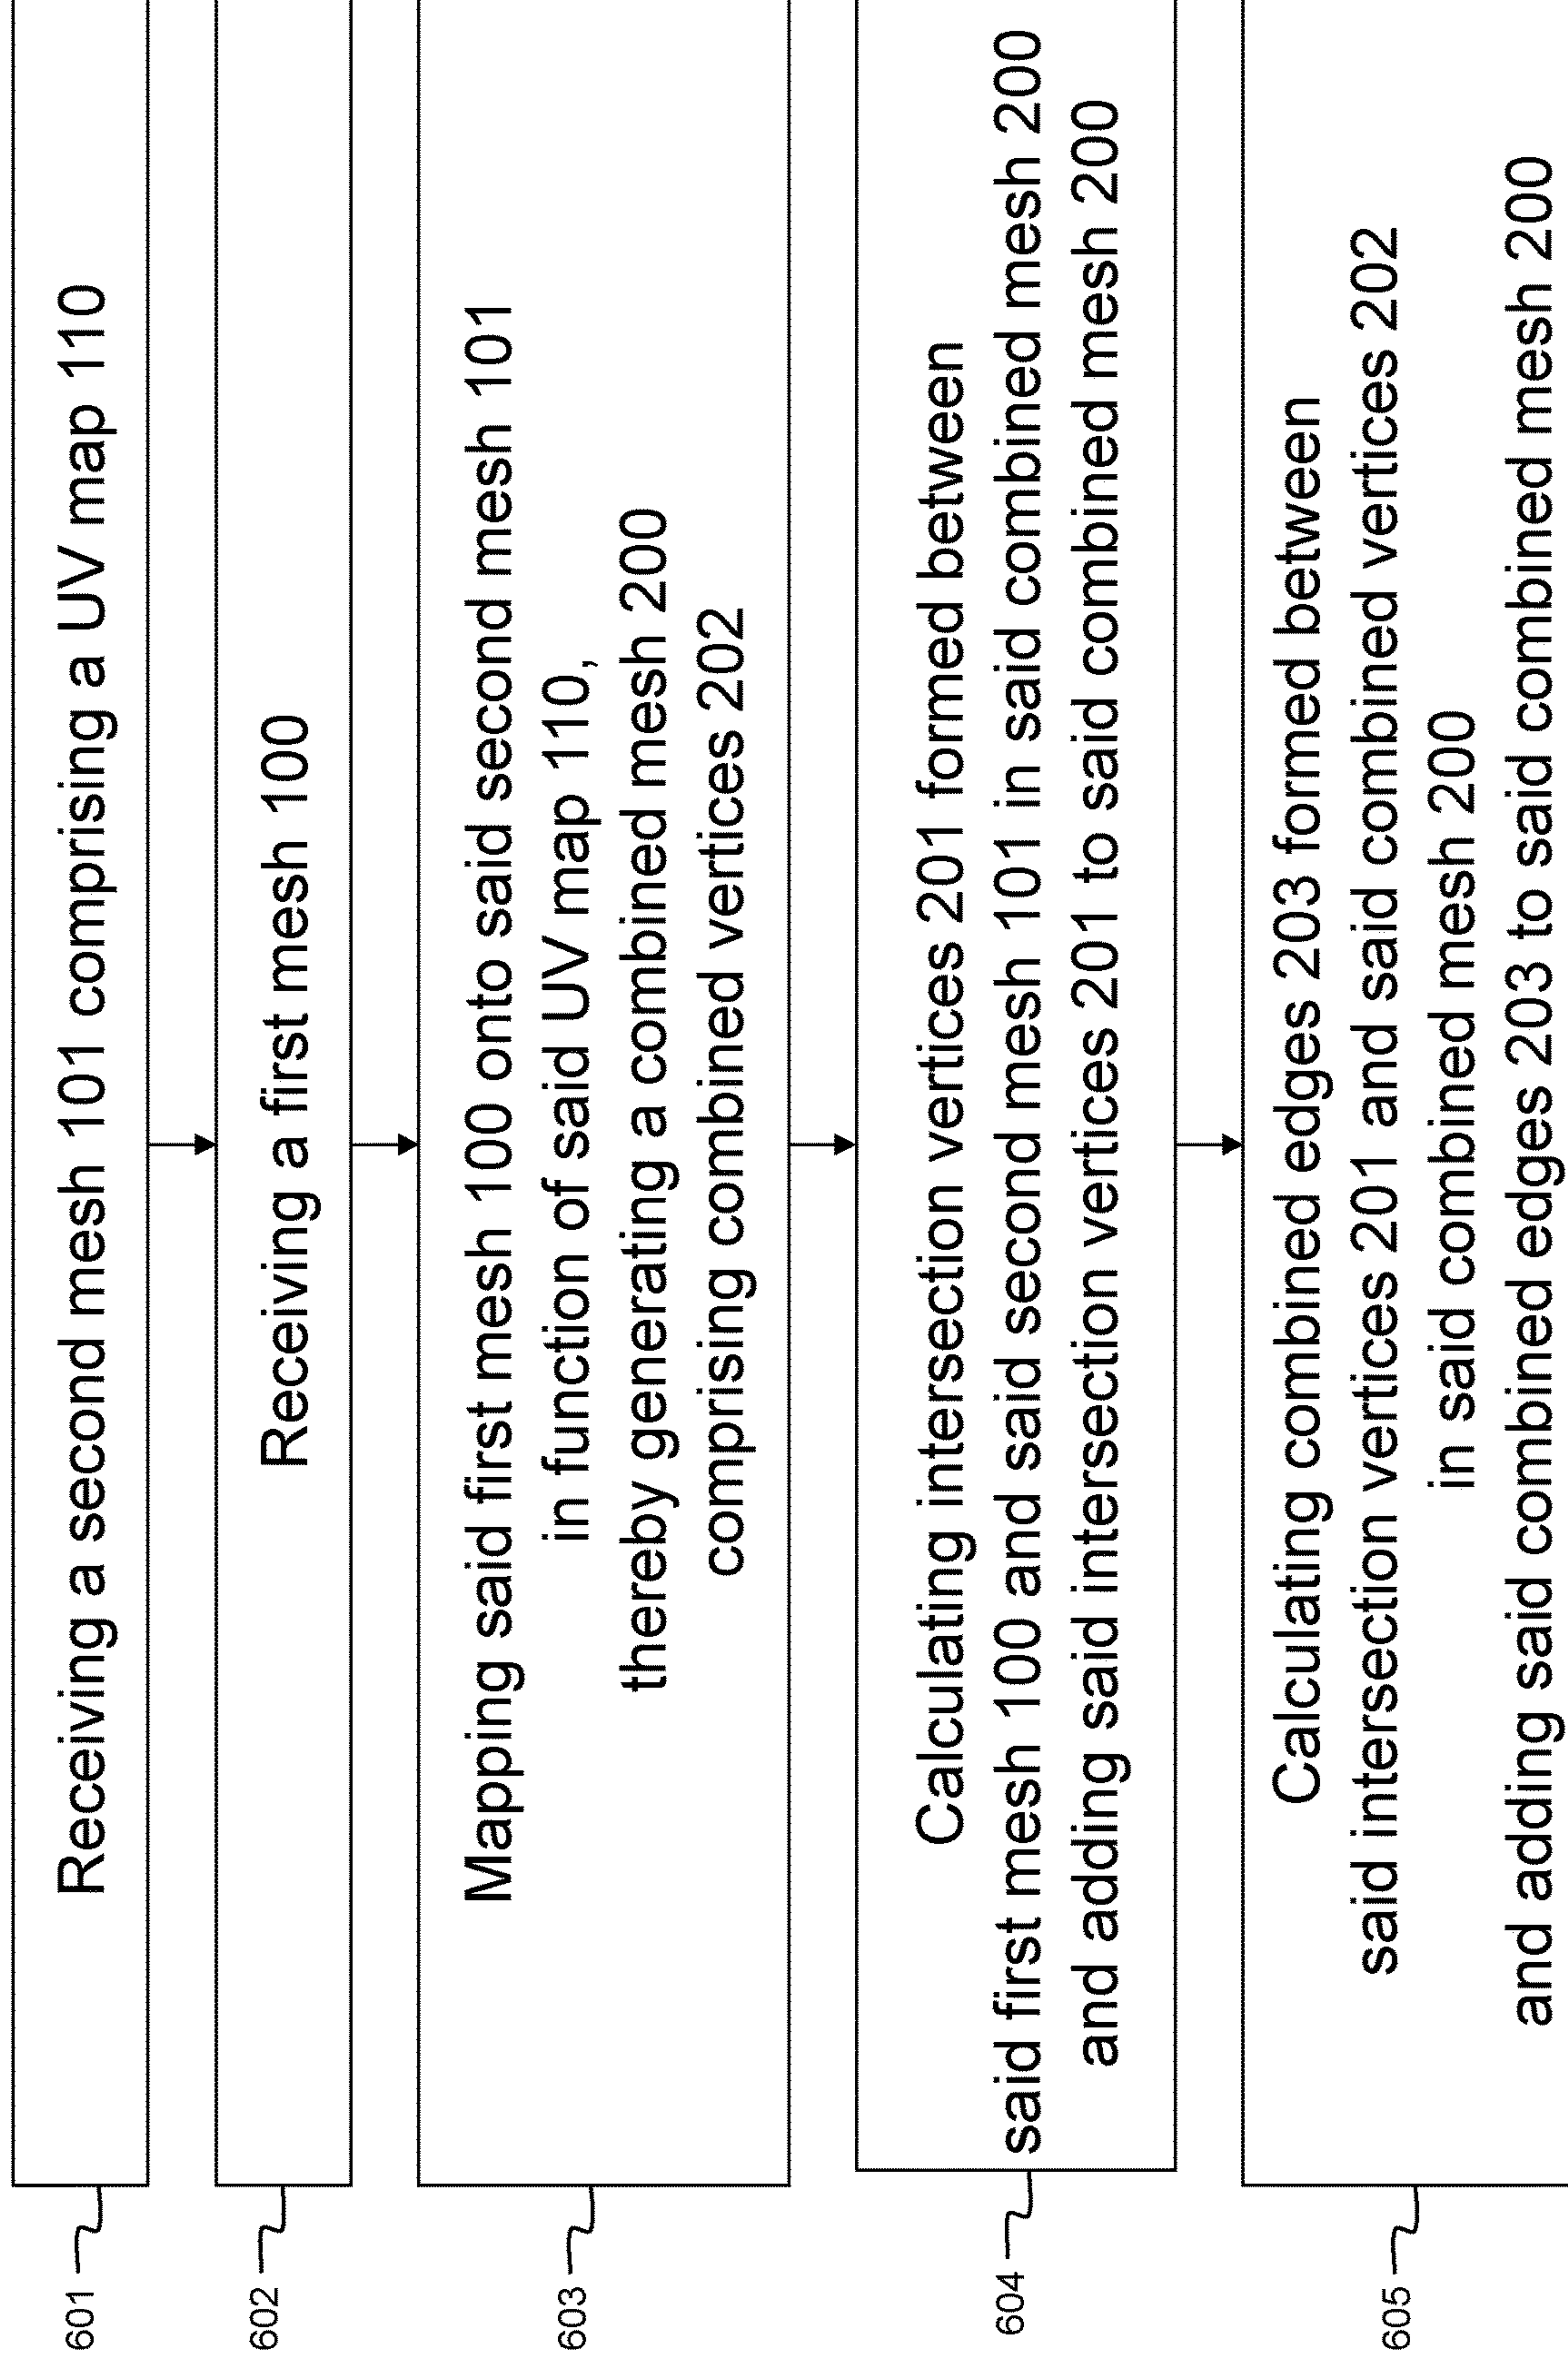 601
Receiving a second mesh 101 comprising a UV map 110
602
Receiving a first mesh 100
603
Mapping said first mesh 100 onto said second mesh 101
in function of said UV map 110,
thereby generating a combined mesh 200
comprising combined vertices 202
604
Calculating intersection vertices 201 formed between
said first mesh 100 and said second mesh 101 in said combined mesh 200
and adding said intersection vertices 201 to said combined mesh 200
605
Calculating combined edges 203 formed between
said intersection vertices 201 and said combined vertices 202
in said combined mesh 200
and adding said combined edges 203 to said combined mesh 200